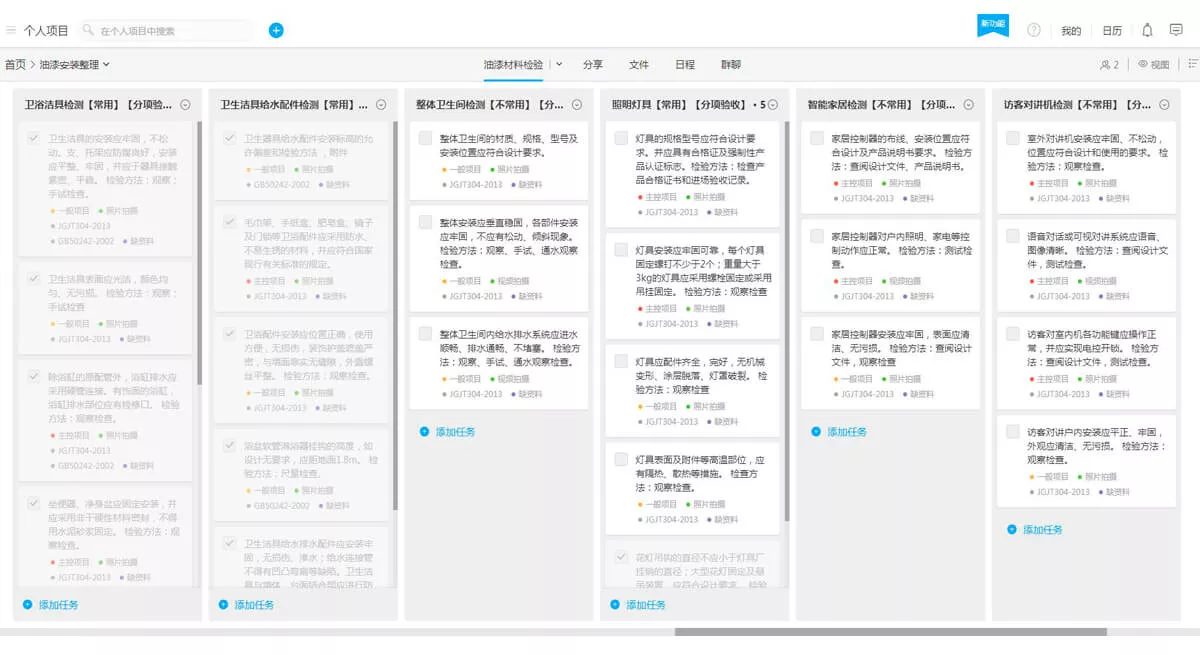 个人项目
在个人项目中搜索
新功能
我的
日历
首页 > 油漆安装整理
油漆材料检验
分享
文件
日程
群聊
2
视图
卫浴洁具检测【常用】【分项验...
卫生洁具的安装应牢固,不松
动。支、托架应防腐良好,安装
应平整、牢固,并应于器具接触
紧密、平稳。 检验方法:观察;
手试检查。
一般项目 照片拍摄
JGJT304-2013
GB50242-2002 缺资料
卫生洁具表面应光洁,颜色均
匀、无污损。 检验方法:观察;
手试检查
一般项目 照片拍摄
JGJT304-2013 缺资料
除浴缸的原配管外,浴缸排水应
采用硬管连接。有饰面的浴缸,
浴缸排水部位应有检修口。 检验
方法:观察检查。
主控项目 照片拍摄
JGJT304-2013
GB50242-2002 缺资料
坐便器、净身盆应固定安装,并
应采用非干硬性材料密封,不得
用水泥砂浆固定。 检验方法:观
察检查。
主控项目 照片拍摄
JGJT304-2013 缺资料
添加任务
卫生洁具给水配件检测【常用】...
卫生器具给水配件安装标高的允
许偏差和检验方法 ,附件
一般项目 照片拍摄
GB50242-2002 缺资料
毛巾架、手纸盒、肥皂盒、镜子
及门锁等卫浴配件应采用防水、
不易生锈的材料,并应符合国家
现行有关标准的规定。
主控项目 照片拍摄
JGJT304-2013 缺资料
卫浴配件安装应位置正确,使用
方便,无损伤,装饰护盖遮盖严
密,与墙面靠实无缝隙,外露螺
丝平整。 检验方法:观察检查。
一般项目 照片拍摄
JGJT304-2013 缺资料
浴盆软管淋浴器挂钩的高度,如
设计无要求,应距地面1.8m。 检
验方法:尺量检查。
一般项目 照片拍摄
GB50242-2002 缺资料
卫生洁具给水排水配件应安装牢
固,无损伤、渗水;给水连接管
不得有凹凸弯扁等缺陷。卫生洁
具与墙体、台面结合部应进行防
添加任务
整体卫生间检测【不常用】【分...
整体卫生间的材质、规格、型号及
安装位置应符合设计要求。
一般项目 照片拍摄
JGJT304-2013 缺资料
整体安装应垂直稳固,各部件安装
应牢固,不应有松动、倾斜现象。
检验方法:观察、手试、通水观察
检查。
一般项目 视频拍摄
JGJT304-2013 缺资料
整体卫生间内给水排水系统应进水
顺畅、排水通畅、不堵塞。 检验方
法:观察、手试、通水观察检查。
一般项目 视频拍摄
JGJT304-2013 缺资料
添加任务
照明灯具【常用】【分项验收】 · 5
灯具的规格型号应符合设计要
求。并应具有合格证及强制性产
品认证标志。检验方法:检查产
品合格证书和进场验收记录。
主控项目 照片拍摄
JGJT304-2013 缺资料
灯具安装应牢固可靠,每个灯具
固定螺钉不少于2个;重量大于
3kg的灯具应采用螺栓固定或采用
吊挂固定。 检验方法:观察检查
主控项目 照片拍摄
JGJT304-2013 缺资料
灯具应配件齐全,完好,无机械
变形、涂层脱落、灯罩破裂。 检
验方法:观察检查
一般项目 照片拍摄
JGJT304-2013 缺资料
灯具表面及附件等高温部位,应
有隔热、散热等措施。 检查方
法:观察检查。
一般项目 照片拍摄
JGJT304-2013 缺资料
花灯吊钩的直径不应小于灯具厂
挂销的直径;大型花灯固定及悬
吊装置,应符合设计要求。 检验
添加任务
智能家居检测【不常用】【分项...
家居控制器的布线、安装位置应符
合设计及产品说明书要求。 检验方
法:查阅设计文件、产品说明书。
主控项目 照片拍摄
JGJT304-2013 缺资料
家居控制器对户内照明、家电等控
制动作应正常。 检验方法:测试检
查。
主控项目 视频拍摄
JGJT304-2013 缺资料
家居控制器安装应牢固,表面应清
洁、无污损。 检验方法:查阅设计
文件,观察检查
一般项目 照片拍摄
JGJT304-2013 缺资料
添加任务
访客对讲机检测【不常用】【分...
室外对讲机安装应牢固、不松动,
位置应符合设计和使用的要求。 检
验方法:观察检查。
主控项目 照片拍摄
JGJT304-2013 缺资料
语音对话或可视对讲系统应语音、
图像清晰。 检验方法:查阅设计文
件,测试检查。
主控项目 视频拍摄
JGJT304-2013 缺资料
访客对室内机各功能键应操作正
常,并应实现电控开锁。 检验方
法:查阅设计文件,测试检查。
主控项目 照片拍摄
JGJT304-2013 缺资料
访客对讲户内安装应平正、牢固,
外观应清洁、无污损。 检验方法:
观察检查。
一般项目 照片拍摄
JGJT304-2013 缺资料
添加任务